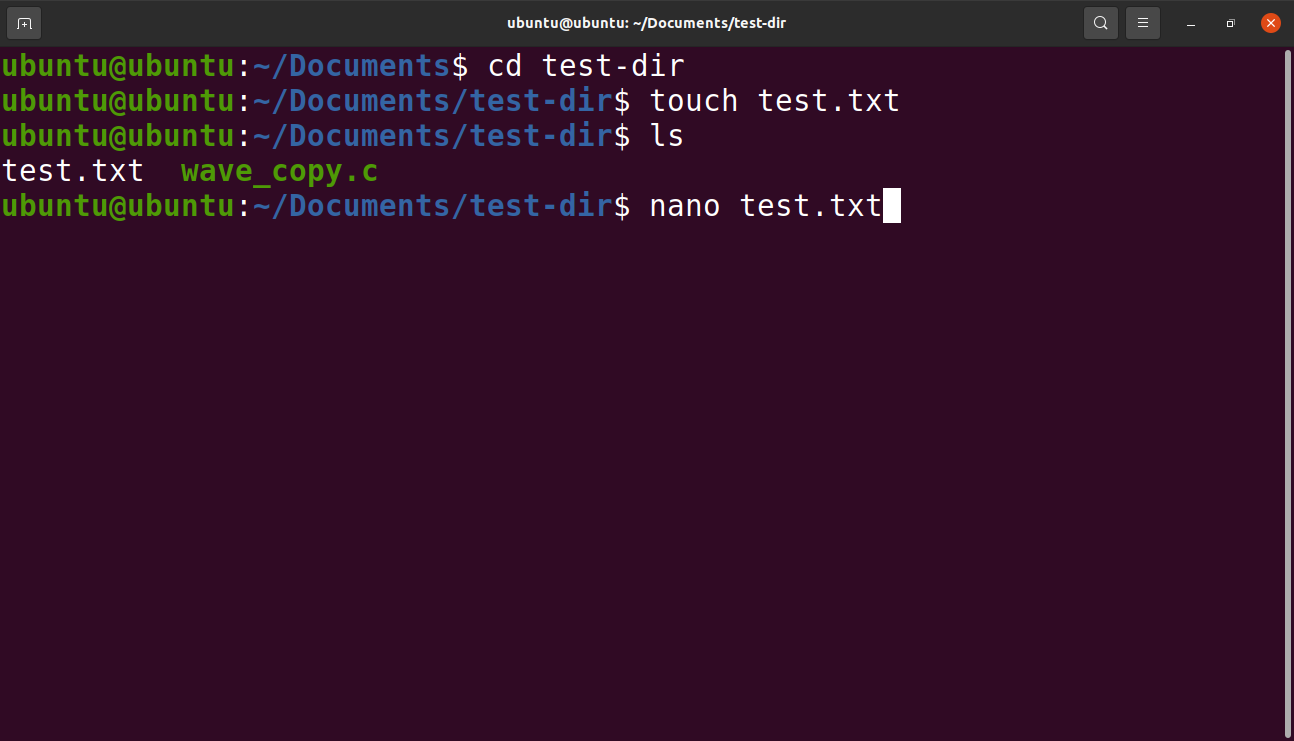 ubuntu@ubuntu: ~/Documents/test-dir
ubuntu@ubuntu:~/Documents$ cd test-dir
ubuntu@ubuntu:~/Documents/test-dir$ touch test.txt
ubuntu@ubuntu:~/Documents/test-dir$ ls
test.txt  wave_copy.c
ubuntu@ubuntu:~/Documents/test-dir$ nano test.txt